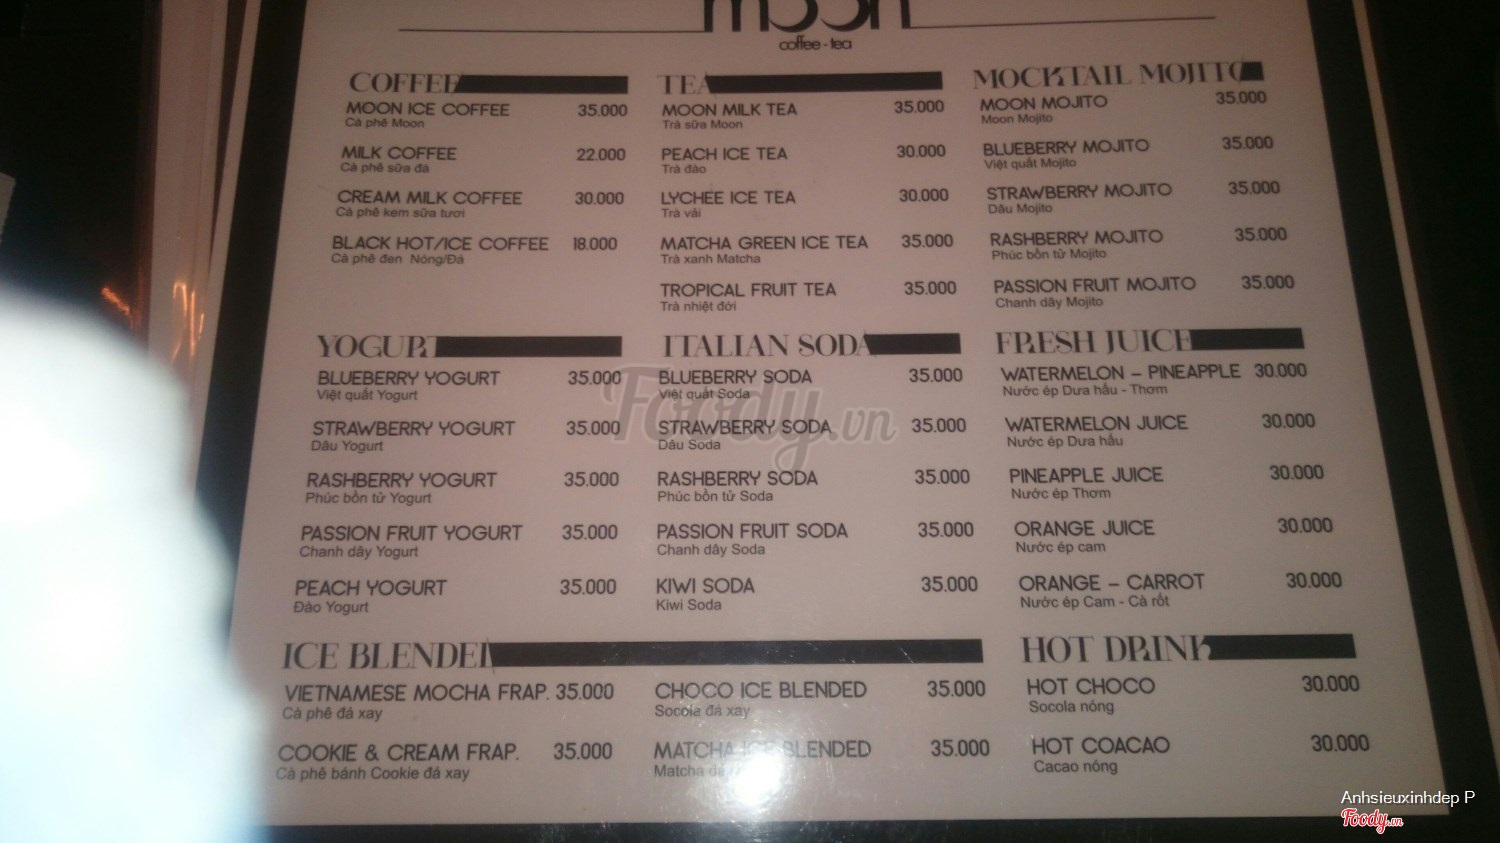 moon
coffee - tea
COFFEE
MOON ICE COFFEE 35.000
Cà phê Moon
MILK COFFEE 22.000
Cà phê sữa đá
CREAM MILK COFFEE 30.000
Cà phê kem sữa tươi
BLACK HOT/ICE COFFEE 18.000
Cà phê đen Nóng/Đá
TEA
MOON MILK TEA 35.000
Trà sữa Moon
PEACH ICE TEA 30.000
Trà đào
LYCHEE ICE TEA 30.000
Trà vải
MATCHA GREEN ICE TEA 35.000
Trà xanh Matcha
TROPICAL FRUIT TEA 35.000
Trà nhiệt đới
MOCKTAIL MOJITO
MOON MOJITO 35.000
Moon Mojito
BLUEBERRY MOJITO 35.000
Việt quất Mojito
STRAWBERRY MOJITO 35.000
Dâu Mojito
RASHBERRY MOJITO 35.000
Phúc bồn tử Mojito
PASSION FRUIT MOJITO 35.000
Chanh dây Mojito
YOGURT
BLUEBERRY YOGURT 35.000
Việt quất Yogurt
STRAWBERRY YOGURT 35.000
Dâu Yogurt
RASHBERRY YOGURT 35.000
Phúc bồn tử Yogurt
PASSION FRUIT YOGURT 35.000
Chanh dây Yogurt
PEACH YOGURT 35.000
Đào Yogurt
ITALIAN SODA
BLUEBERRY SODA 35.000
Việt quất Soda
STRAWBERRY SODA 35.000
Dâu Soda
RASHBERRY SODA 35.000
Phúc bồn tử Soda
PASSION FRUIT SODA 35.000
Chanh dây Soda
KIWI SODA 35.000
Kiwi Soda
FRESH JUICE
WATERMELON - PINEAPPLE 30.000
Nước ép Dưa hấu - Thơm
WATERMELON JUICE 30.000
Nước ép Dưa hấu
PINEAPPLE JUICE 30.000
Nước ép Thơm
ORANGE JUICE 30.000
Nước ép cam
ORANGE - CARROT 30.000
Nước ép Cam - Cà rốt
ICE BLENDED
VIETNAMESE MOCHA FRAP. 35.000
Cà phê đá xay
COOKIE & CREAM FRAP. 35.000
Cà phê bánh Cookie đá xay
CHOCO ICE BLENDED 35.000
Socola đá xay
MATCHA ICE BLENDED 35.000
Matcha đá
HOT DRINK
HOT CHOCO 30.000
Socola nóng
HOT COACAO 30.000
Cacao nóng
Foody.vn
Anhsieuxinhdep P
Foody.vn